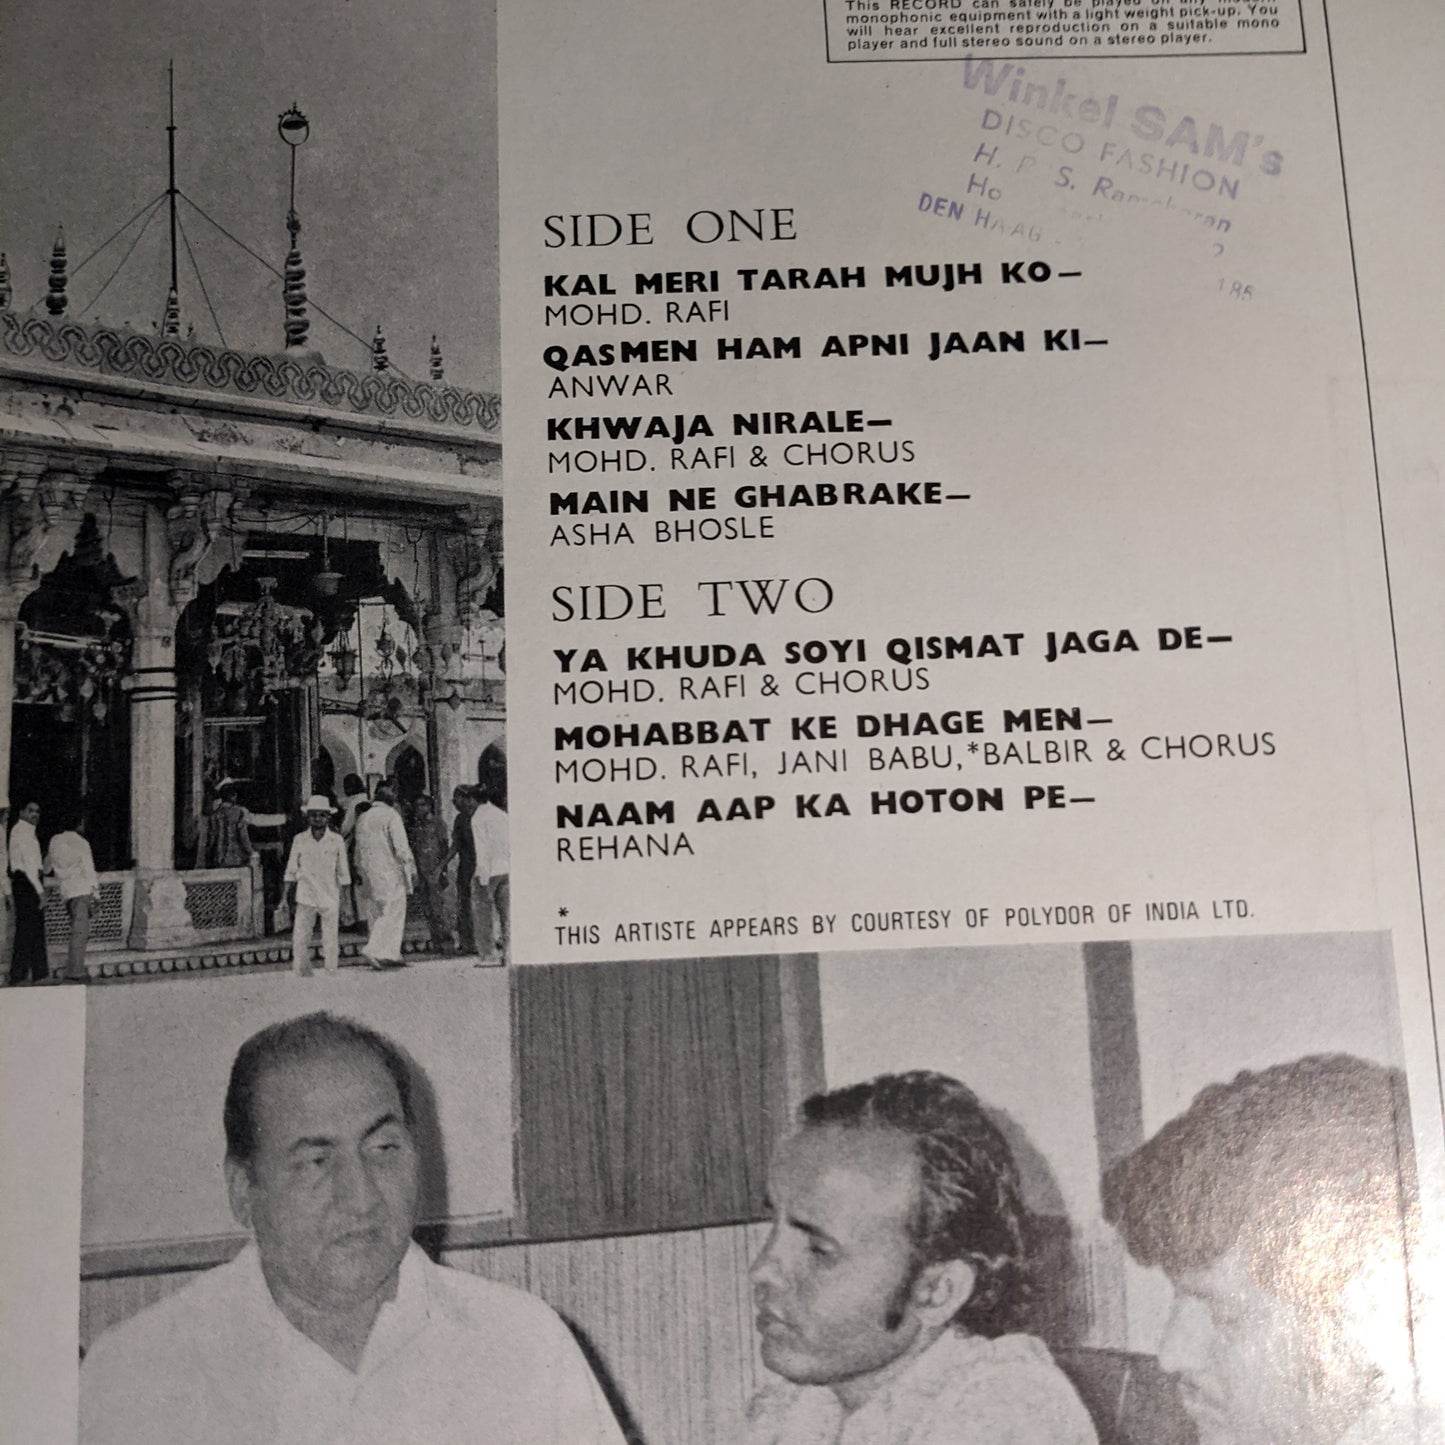 This RECORD can safely be played on any modern
monophonic equipment with a light weight pick-up. You
will hear excellent reproduction on a suitable mono
player and full stereo sound on a stereo player.
Winkel SAM's
DISCO FASHION
H. P. S.
DEN HAAG
SIDE ONE
KAL MERI TARAH MUJH KO—
MOHD. RAFI
QASMEN HAM APNI JAAN KI—
ANWAR
KHWAJA NIRALE—
MOHD. RAFI & CHORUS
MAIN NE GHABRAKE—
ASHA BHOSLE
SIDE TWO
YA KHUDA SOYI QISMAT JAGA DE—
MOHD. RAFI & CHORUS
MOHABBAT KE DHAGE MEN—
MOHD. RAFI, JANI BABU,*BALBIR & CHORUS
NAAM AAP KA HOTON PE—
REHANA
*
THIS ARTISTE APPEARS BY COURTESY OF POLYDOR OF INDIA LTD.